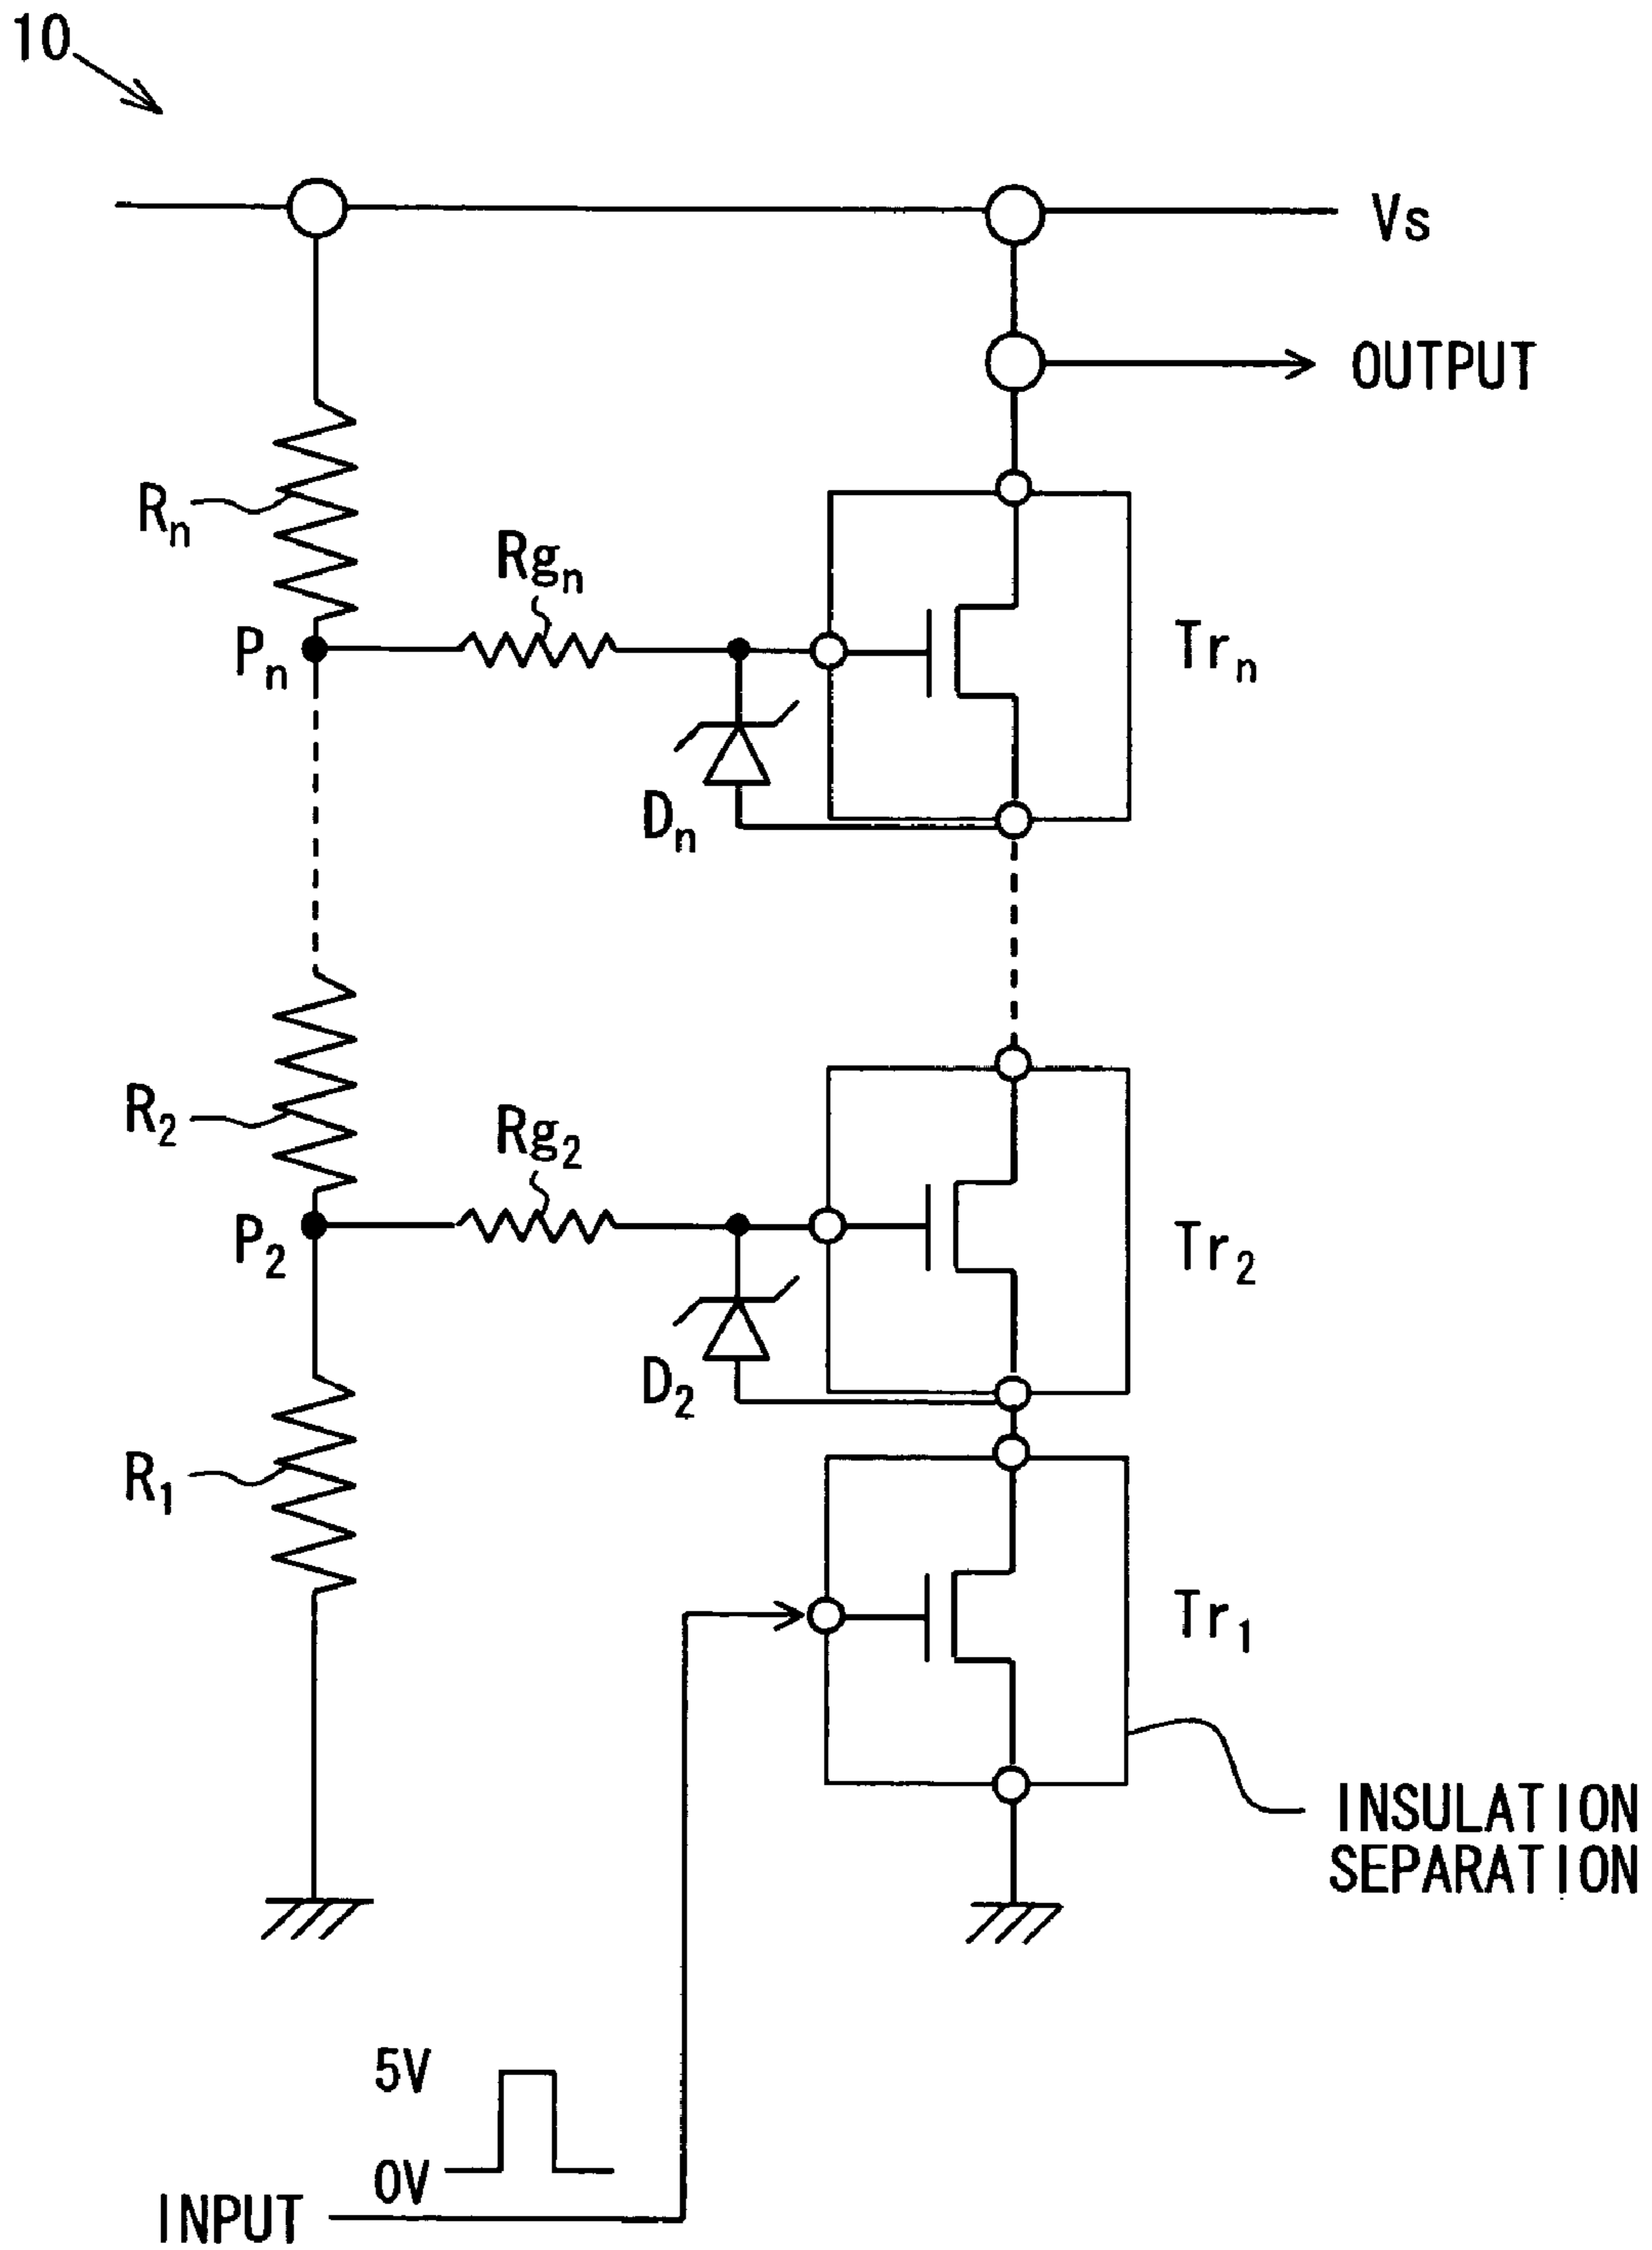 10
Vs
OUTPUT
Rn
Rgn
Pn
Trn
Dn
R2
Rg2
P2
Tr2
D2
R1
Tr1
INSULATION
SEPARATION
5V
0V
INPUT